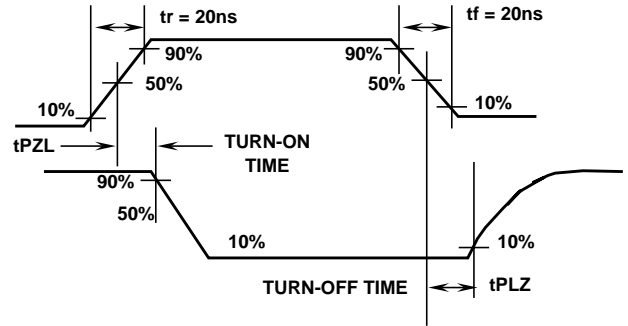 tr = 20ns
tf = 20ns
90%
90%
50%
50%
10%
10%
tPZL
TURN-ON
TIME
90%
50%
10%
10%
TURN-OFF TIME
tPLZ